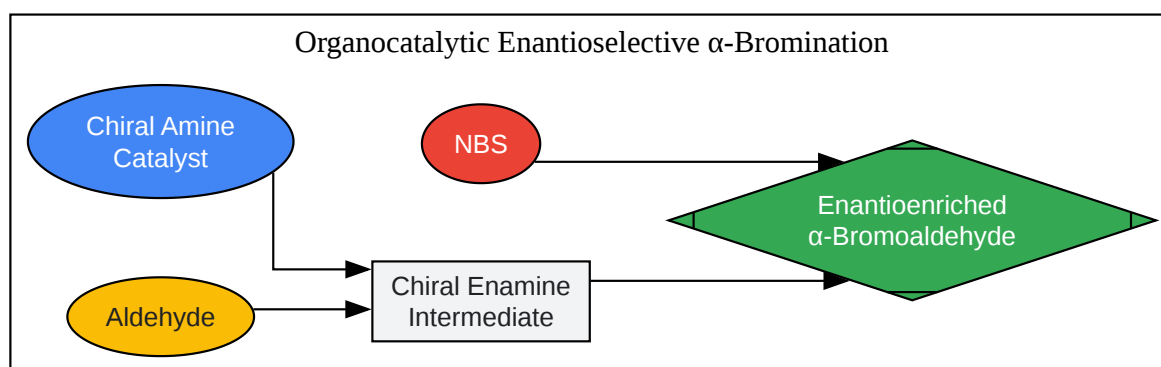 Organocatalytic Enantioselective α-Bromination
Chiral Amine
Catalyst
NBS
Enantioenriched
α-Bromoaldehyde
Aldehyde
Chiral Enamine
Intermediate